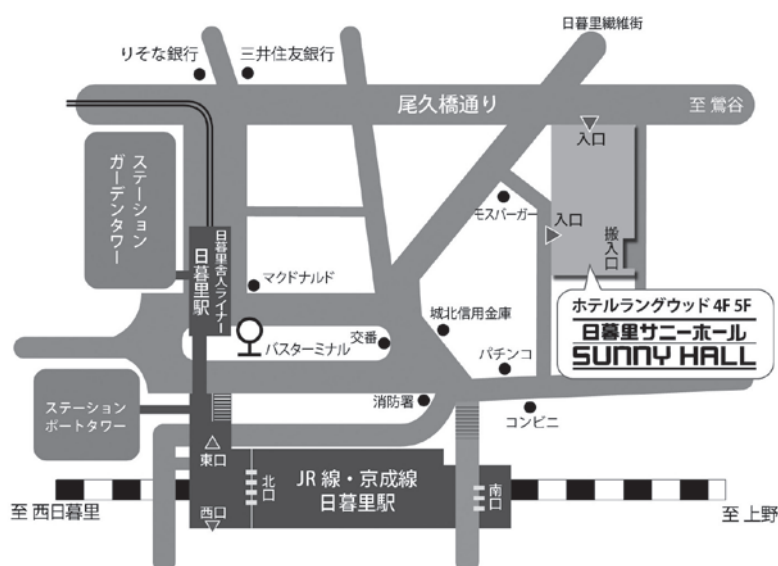 日暮里繊維街
りそな銀行
三井住友銀行
尾久橋通り
至 鶯谷
ステーション
ガーデンタワー
入口
モスバーガー
入口
搬入口
日暮里舎人ライナー
日暮里駅
マクドナルド
ホテルラングウッド 4F 5F
日暮里サニーホール
SUNNY HALL
城北信用金庫
交番
バスターミナル
パチンコ
ステーション
ポートタワー
消防署
コンビニ
東口
北口
JR 線・京成線
日暮里駅
南口
西口
至 西日暮里
至 上野